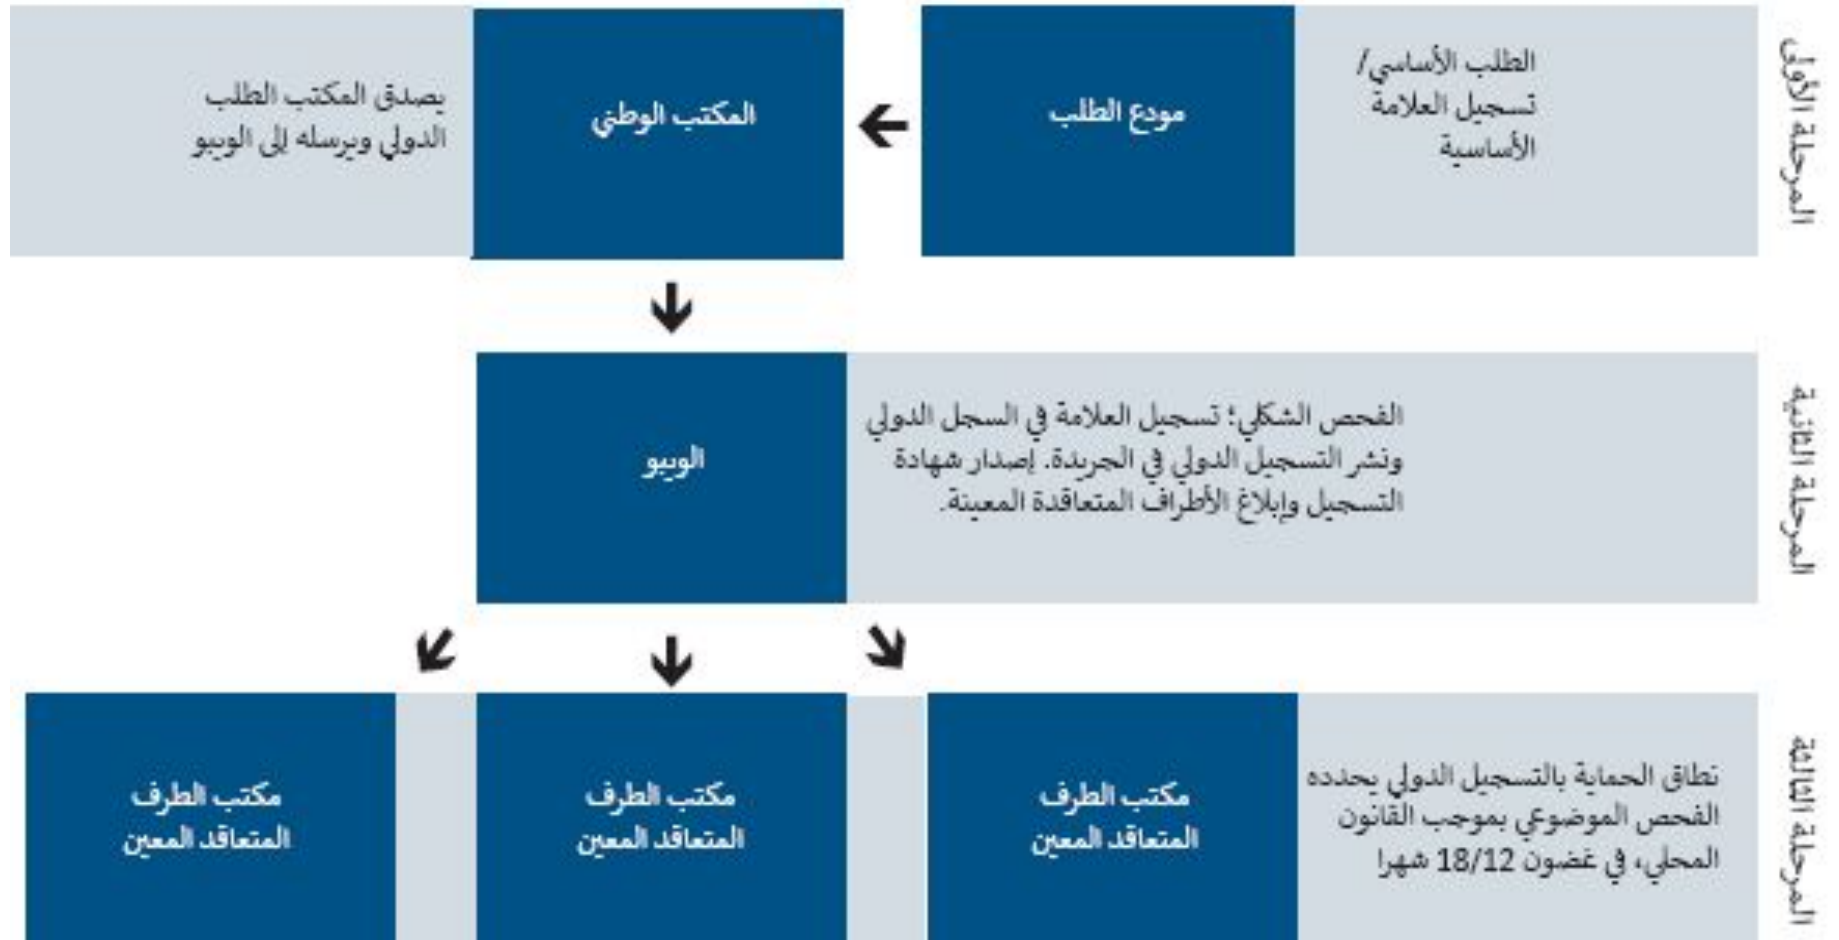 المرحلة الأولى
الطلب الأساسي/
تسجيل العلامة
الأساسية
مودع الطلب
المكتب الوطني
يصدق المكتب الطلب
الدولي ويرسله إلى الويبو
المرحلة الثانية
الفحص الشكلي؛ تسجيل العلامة في السجل الدولي
ونشر التسجيل الدولي في الجريدة. إصدار شهادة
التسجيل وإبلاغ الأطراف المتعاقدة المعينة.
الويبو
المرحلة الثالثة
نطاق الحماية بالتسجيل الدولي يحدده
الفحص الموضوعي بموجب القانون
المحلي، في غضون 18/12 شهرا
مكتب الطرف
المتعاقد المعين
مكتب الطرف
المتعاقد المعين
مكتب الطرف
المتعاقد المعين